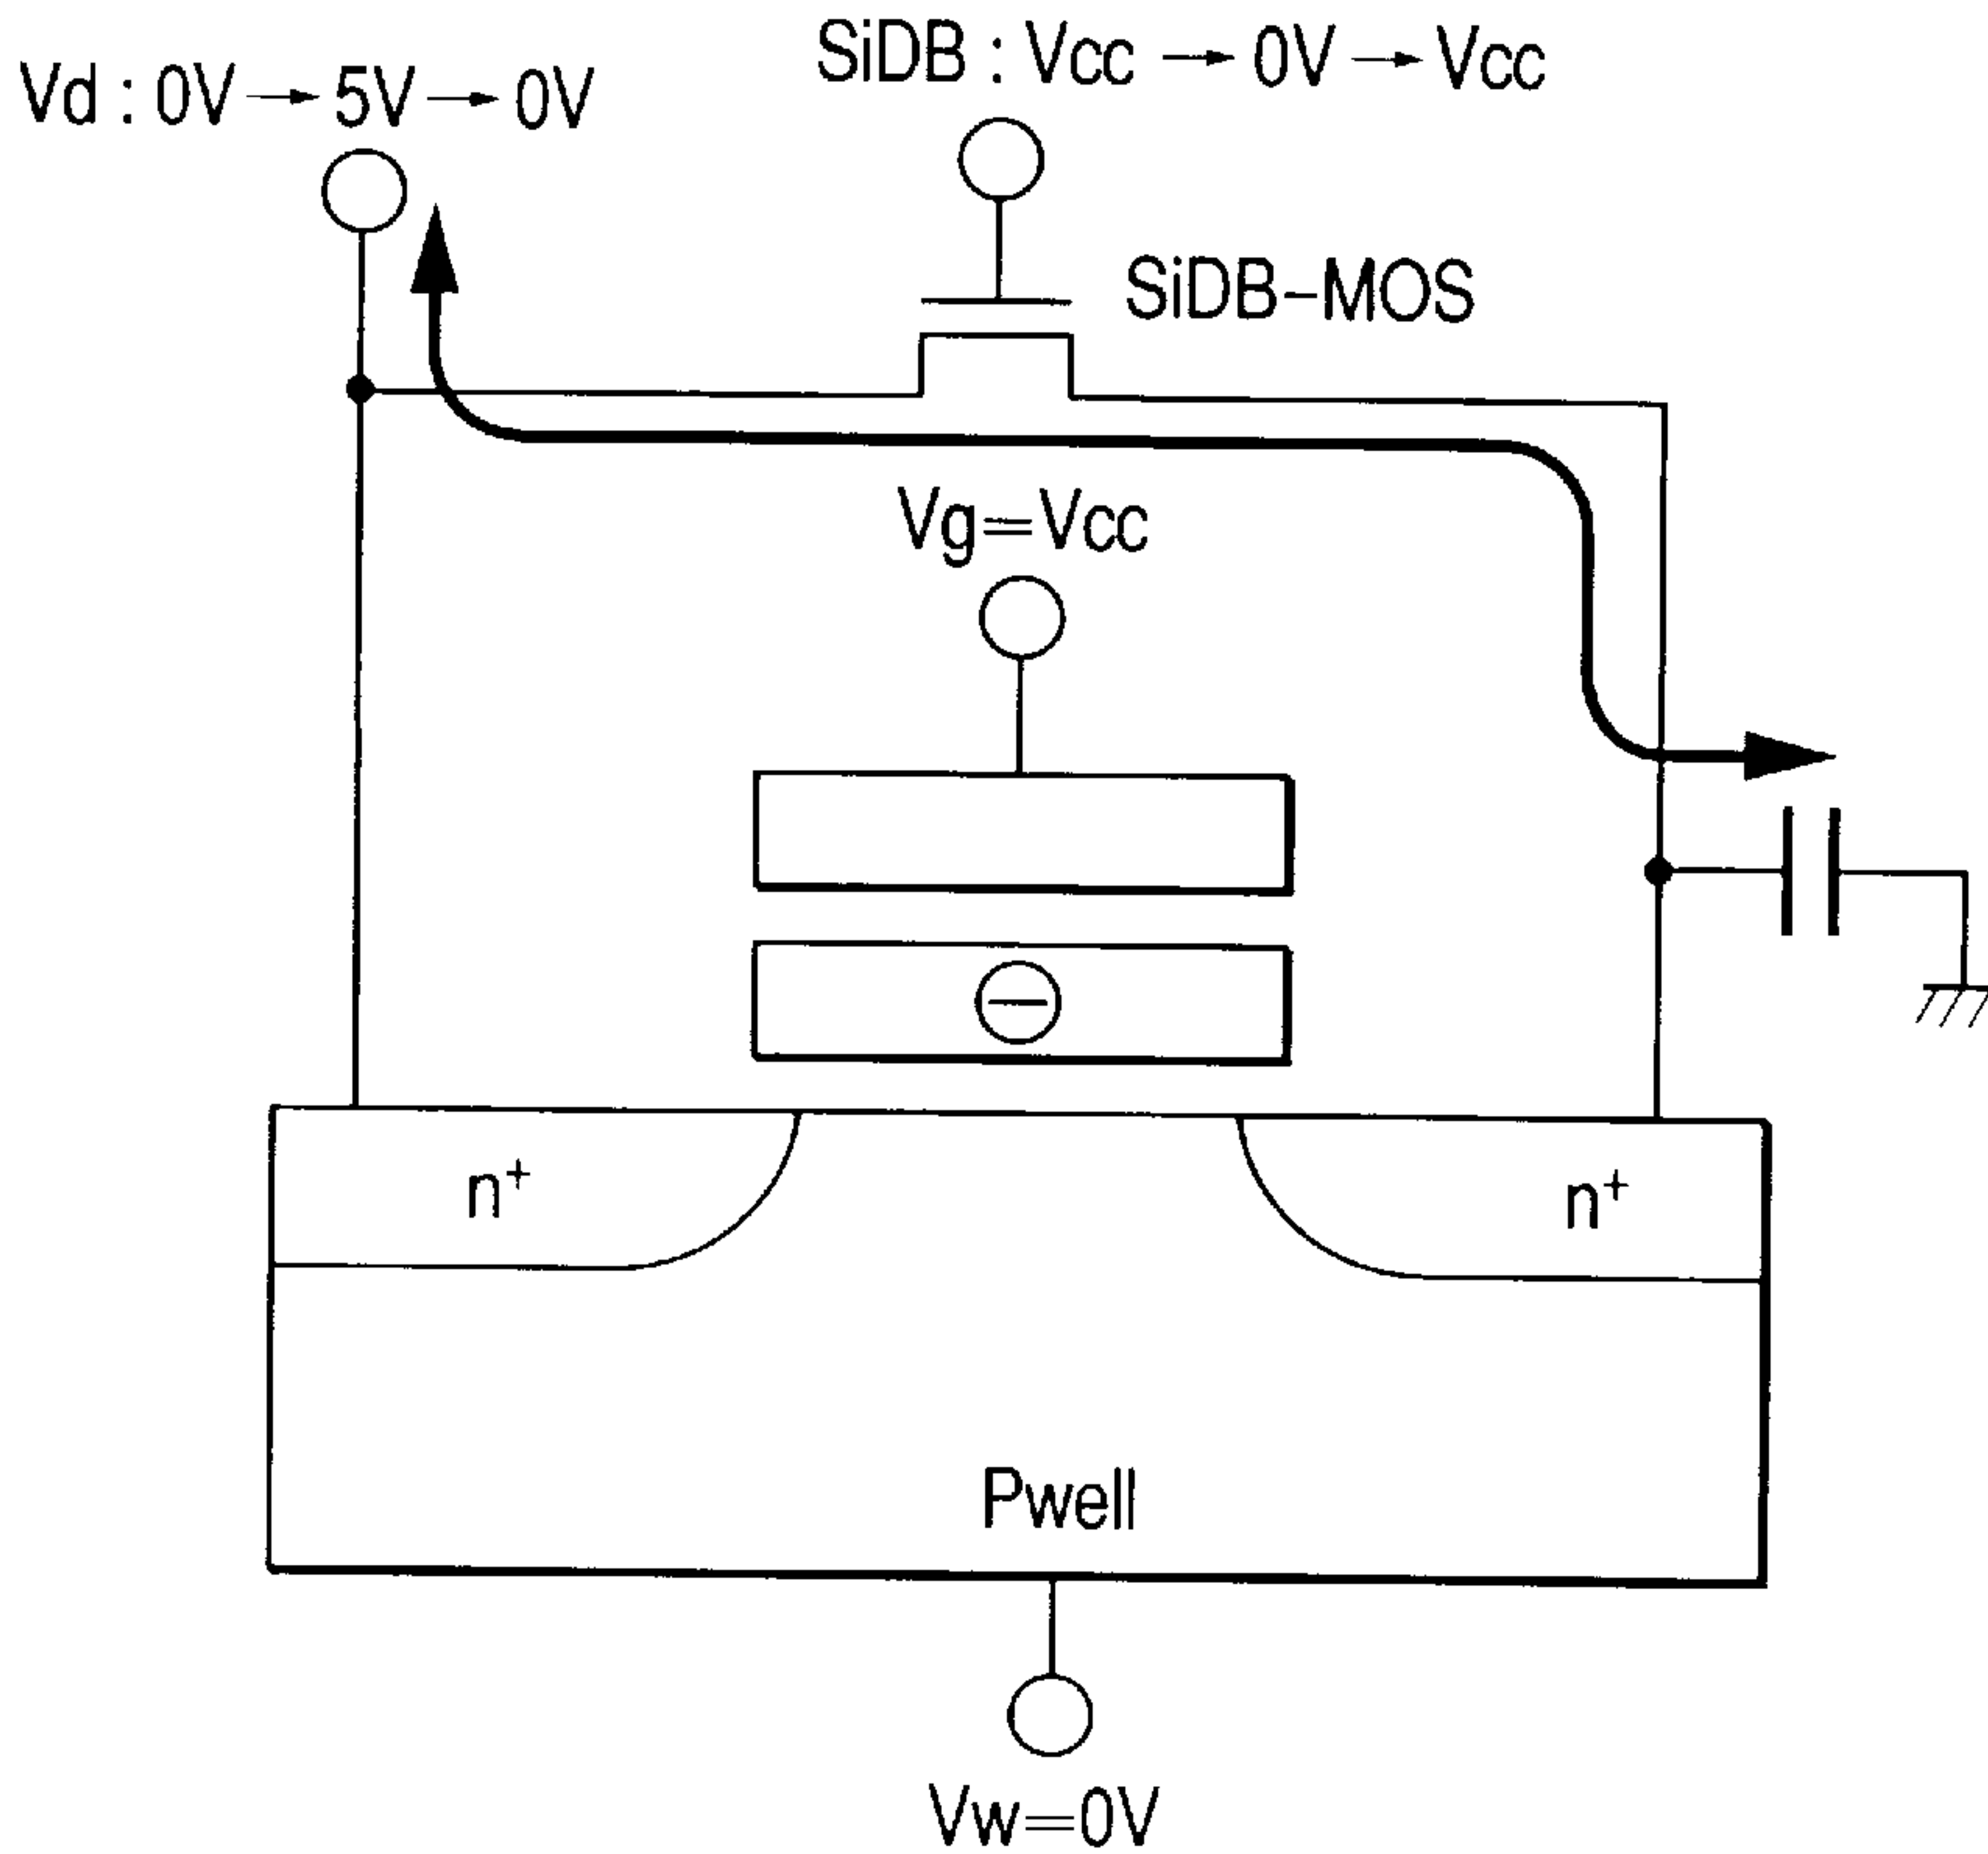 SiDB : Vcc → 0V → Vcc
Vd : 0V → 5V → 0V
SiDB-MOS
Vg=Vcc
⊖
n+
n+
Pwell
Vw=0V